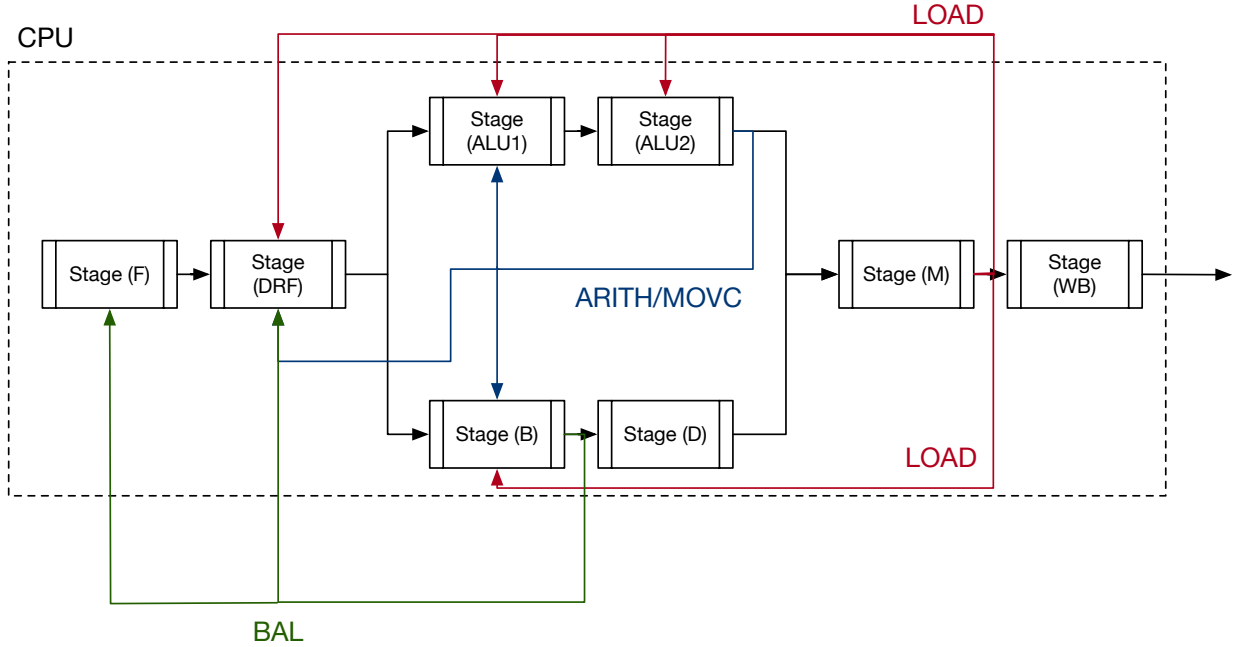 LOAD
CPU
Stage
(ALU1)
Stage
(ALU2)
Stage (F)
Stage
(DRF)
Stage (M)
Stage
(WB)
ARITH/MOVC
Stage (B)
Stage (D)
LOAD
BAL